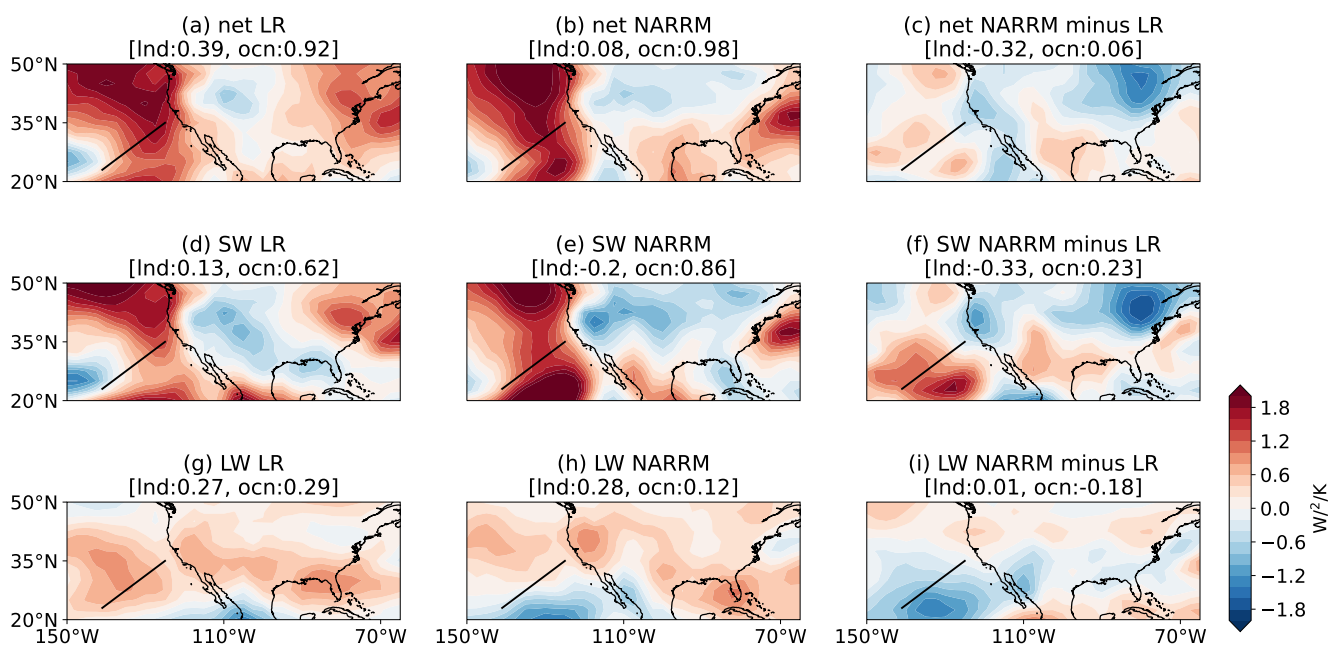 (a) net LR
[lnd:0.39, ocn:0.92]
(b) net NARRM
[lnd:0.08, ocn:0.98]
(c) net NARRM minus LR
[lnd:-0.32, ocn:0.06]
50°N
35°N
20°N
(d) SW LR
[lnd:0.13, ocn:0.62]
(e) SW NARRM
[lnd:-0.2, ocn:0.86]
(f) SW NARRM minus LR
[lnd:-0.33, ocn:0.23]
50°N
35°N
20°N
(g) LW LR
[lnd:0.27, ocn:0.29]
(h) LW NARRM
[lnd:0.28, ocn:0.12]
(i) LW NARRM minus LR
[lnd:0.01, ocn:-0.18]
50°N
35°N
20°N
150°W 110°W 70°W
150°W 110°W 70°W
150°W 110°W 70°W
1.8
1.2
0.6
0.0
−0.6
−1.2
−1.8
W/²/K